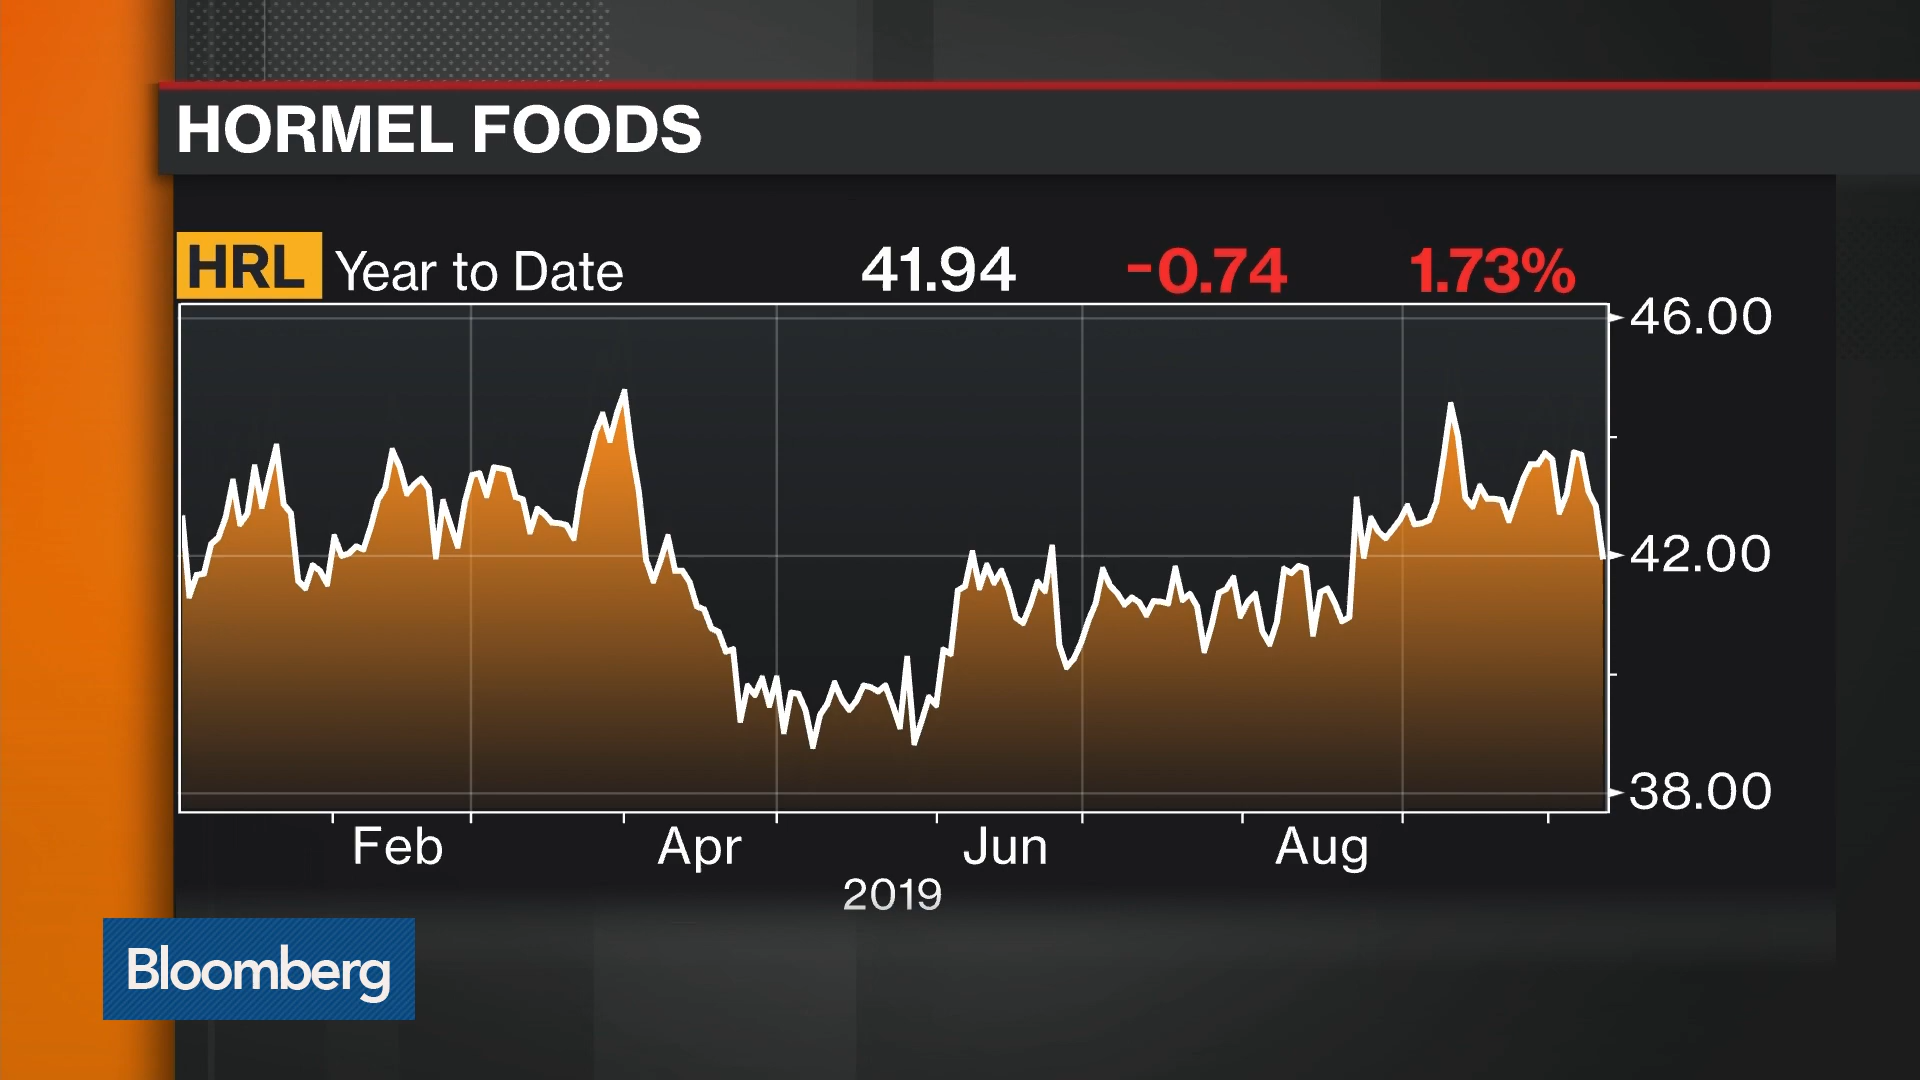 HORMEL FOODS
HRL Year to Date 41.94 -0.74 1.73%
46.00
42.00
38.00
Feb Apr Jun Aug
2019
Bloomberg